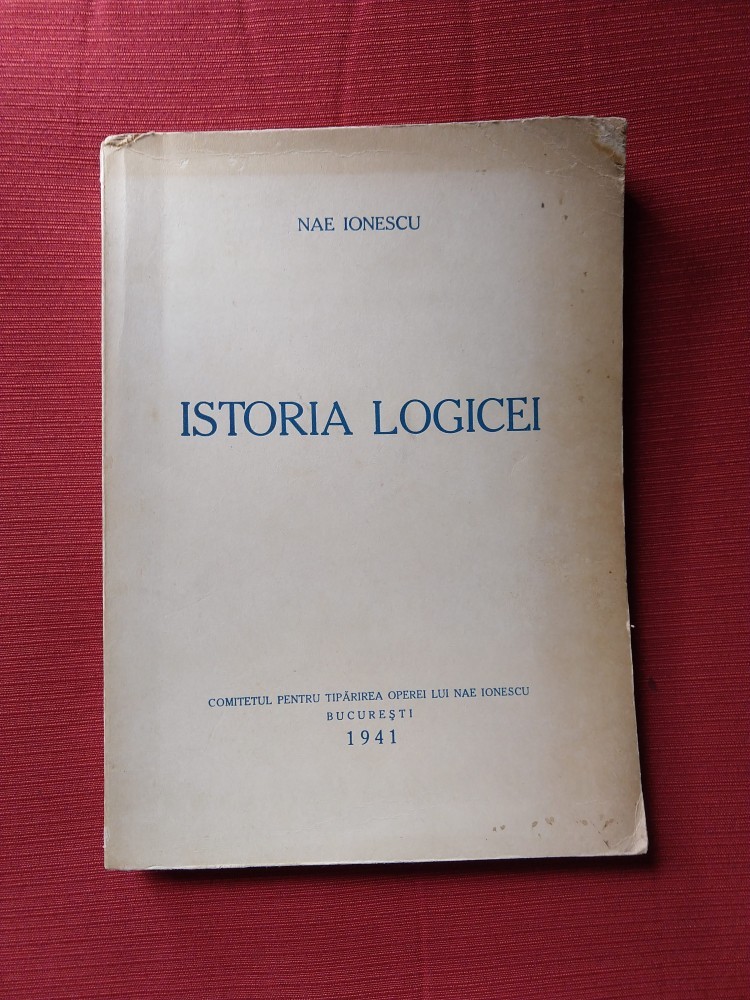 NAE IONESCU
ISTORIA LOGICEI
COMITETUL PENTRU TIPĂRIREA OPEREI LUI NAE IONESCU
BUCUREȘTI
1941